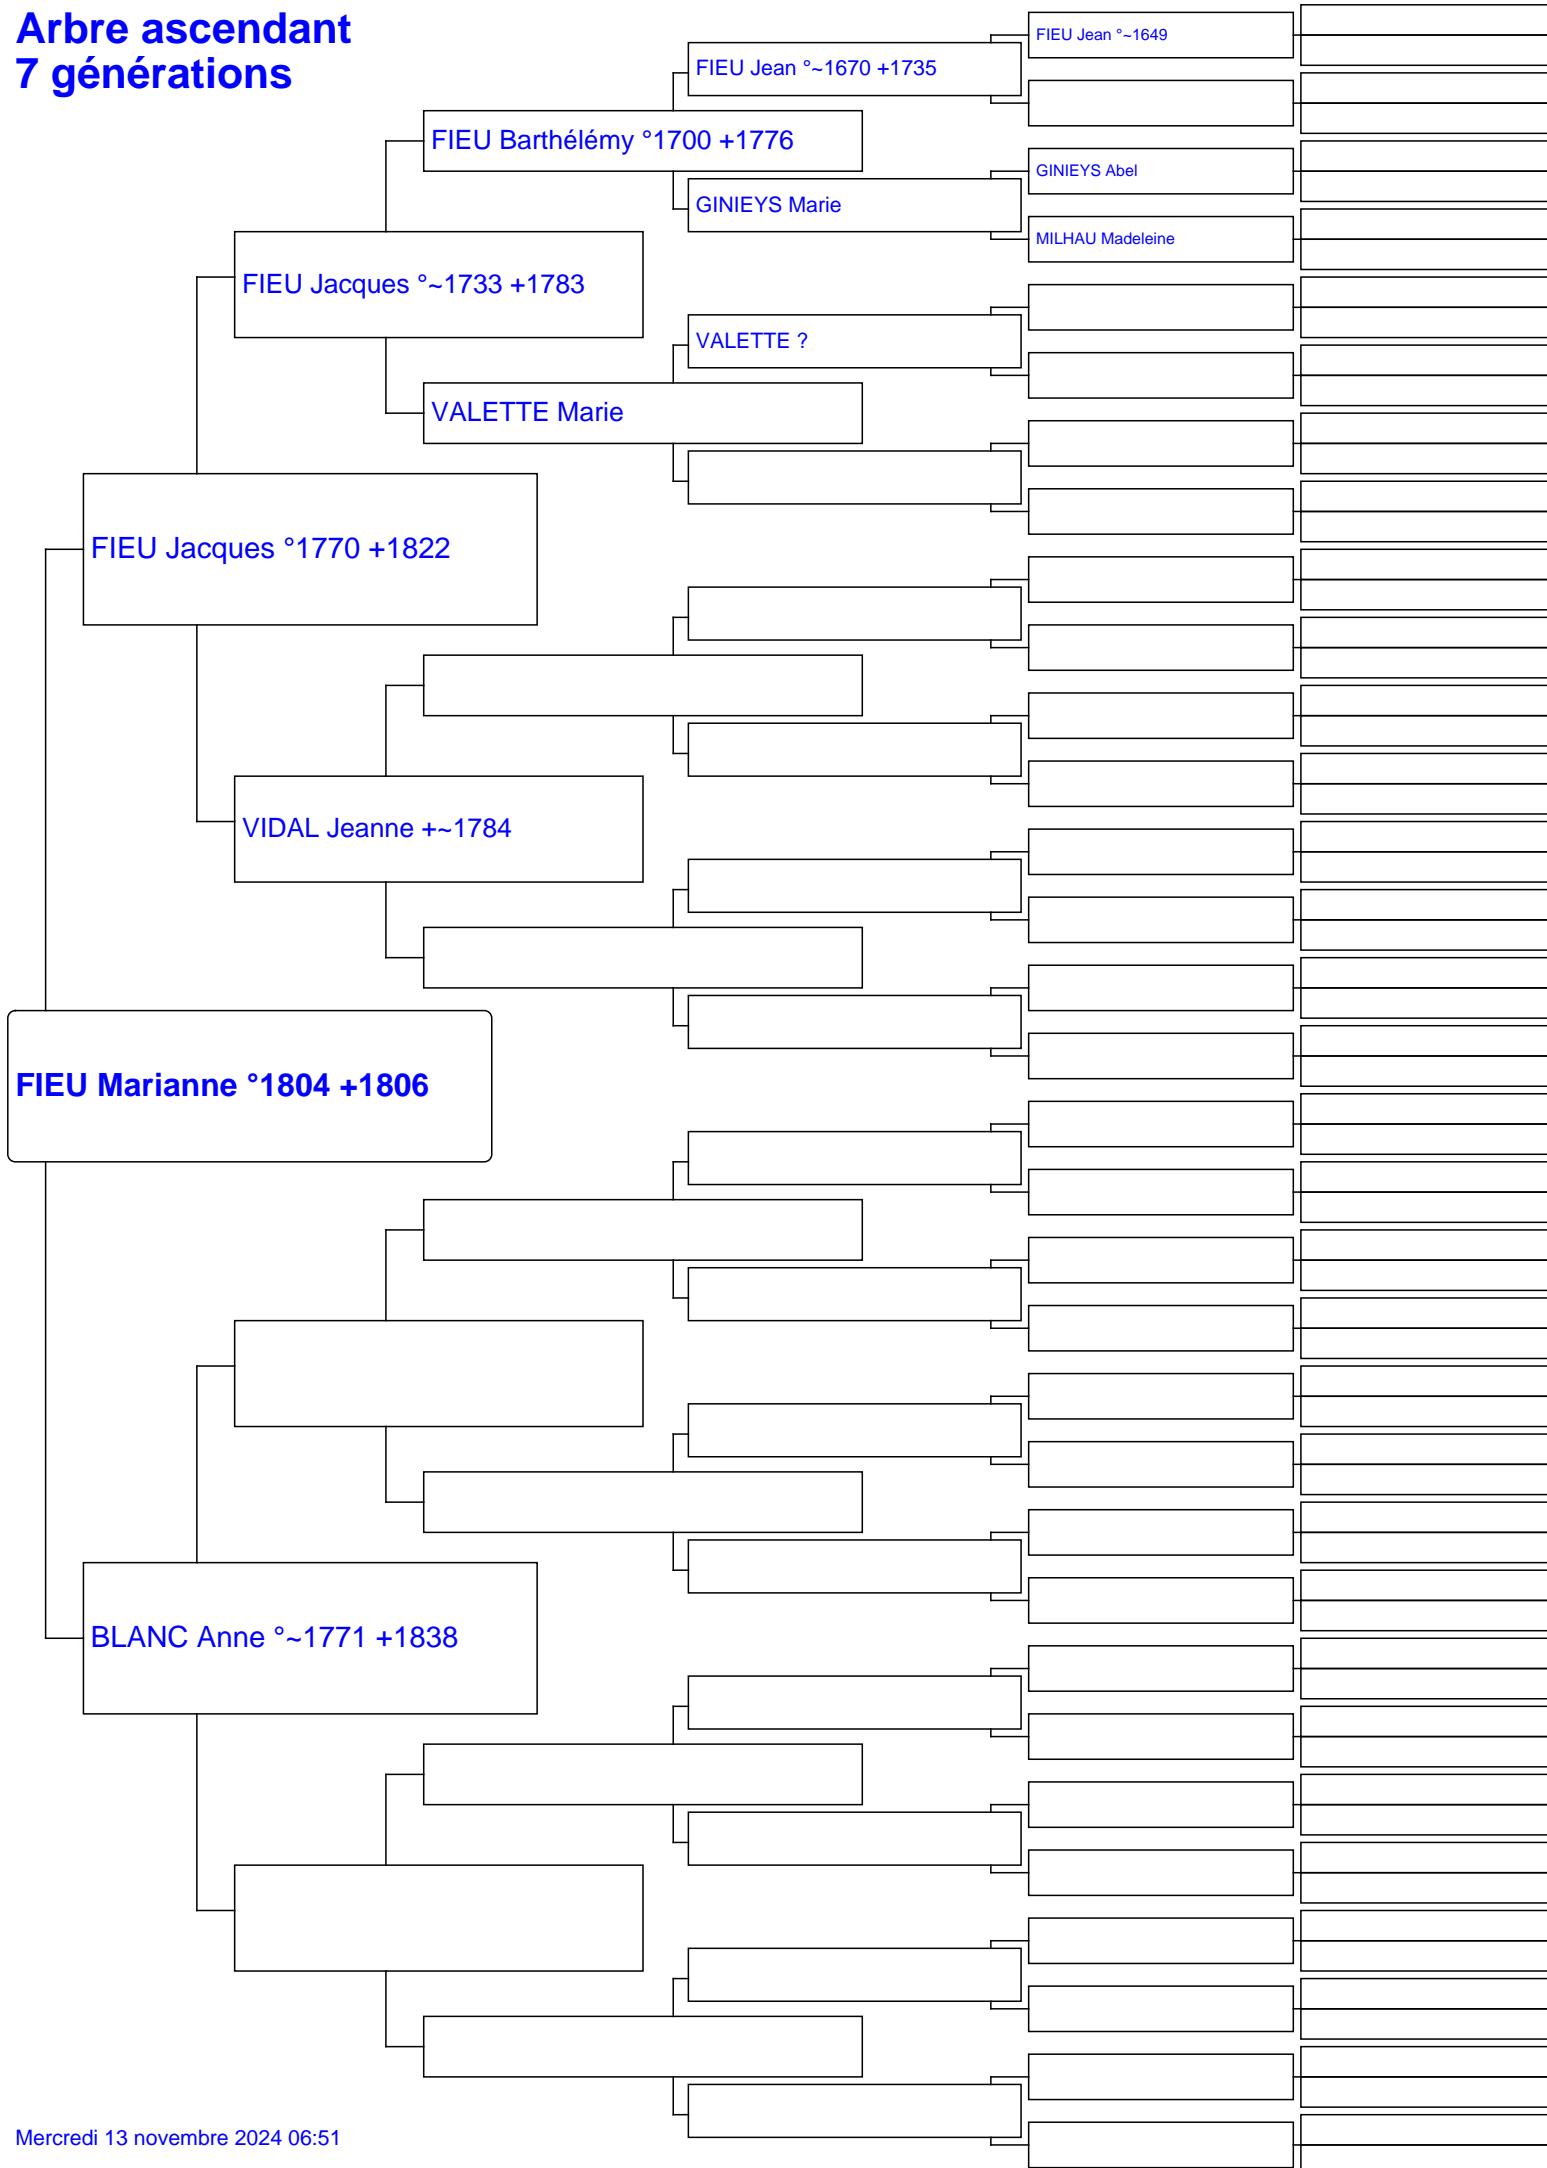 Arbre ascendant
7 générations
FIEU Jean °~1649
FIEU Jean °~1670 +1735
FIEU Barthélémy °1700 +1776
GINIEYS Abel
GINIEYS Marie
MILHAU Madeleine
FIEU Jacques °~1733 +1783
VALETTE ?
VALETTE Marie
FIEU Jacques °1770 +1822
VIDAL Jeanne +~1784
FIEU Marianne °1804 +1806
BLANC Anne °~1771 +1838
Mercredi 13 novembre 2024 06:51